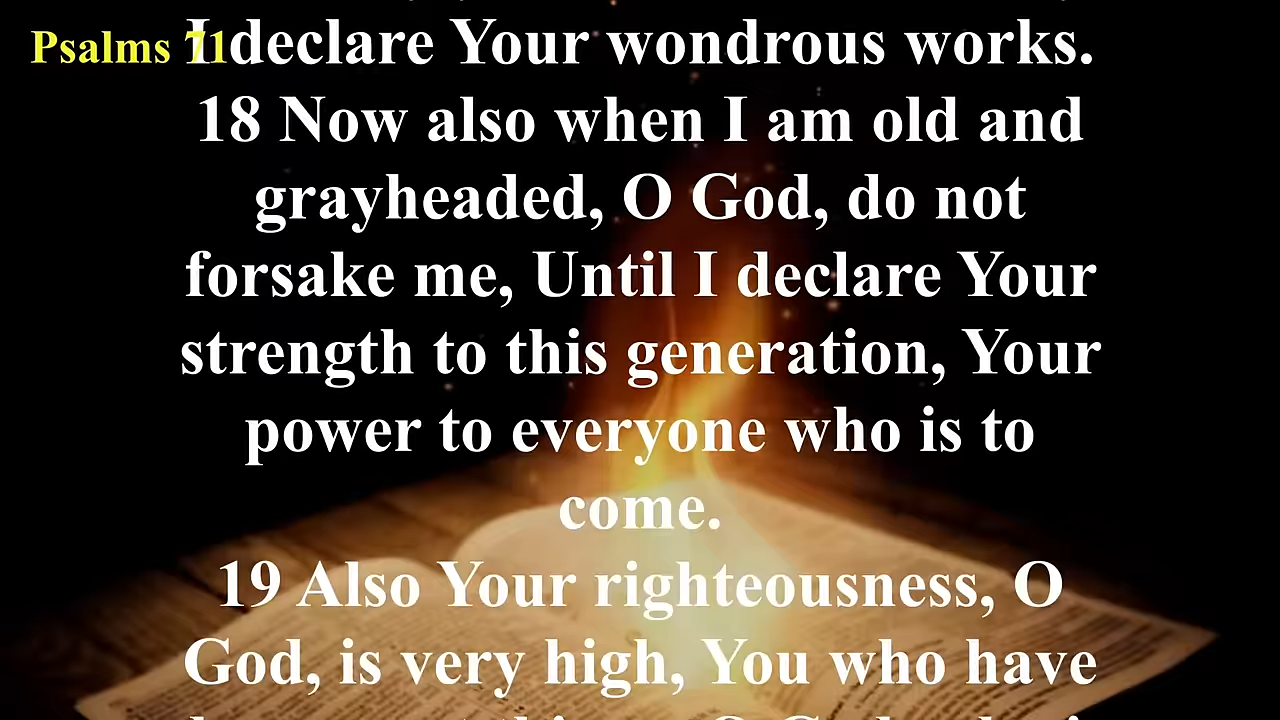 Psalms 71
I declare Your wondrous works.
18 Now also when I am old and
grayheaded, O God, do not
forsake me, Until I declare Your
strength to this generation, Your
power to everyone who is to
come.
19 Also Your righteousness, O
God, is very high, You who have